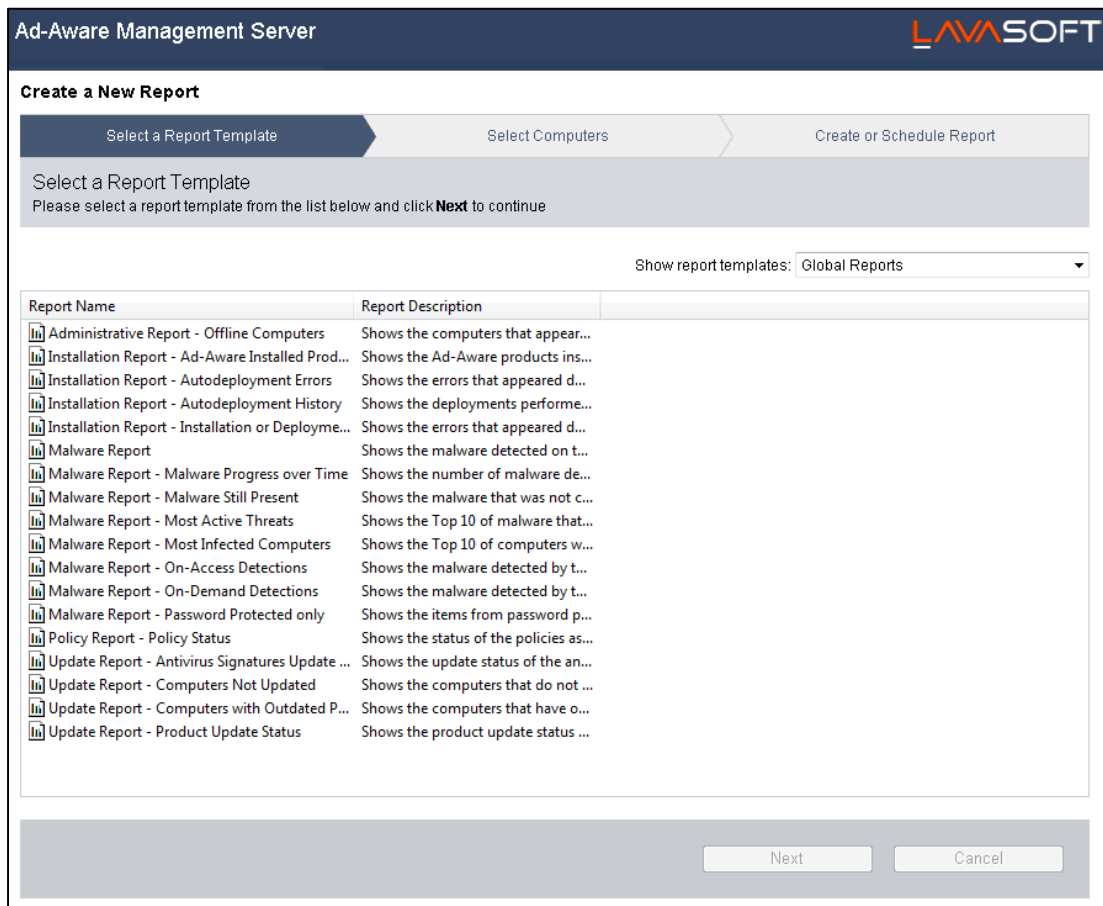 Ad-Aware Management Server LAVASOFT
Create a New Report
Select a Report Template Select Computers Create or Schedule Report
Select a Report Template
Please select a report template from the list below and click Next to continue
Show report templates: Global Reports
Report Name Report Description
Administrative Report - Offline Computers Shows the computers that appear...
Installation Report - Ad-Aware Installed Prod... Shows the Ad-Aware products ins...
Installation Report - Autodeployment Errors Shows the errors that appeared d...
Installation Report - Autodeployment History Shows the deployments performe...
Installation Report - Installation or Deployme... Shows the errors that appeared d...
Malware Report Shows the malware detected on t...
Malware Report - Malware Progress over Time Shows the number of malware de...
Malware Report - Malware Still Present Shows the malware that was not c...
Malware Report - Most Active Threats Shows the Top 10 of malware that...
Malware Report - Most Infected Computers Shows the Top 10 of computers w...
Malware Report - On-Access Detections Shows the malware detected by t...
Malware Report - On-Demand Detections Shows the malware detected by t...
Malware Report - Password Protected only Shows the items from password p...
Policy Report - Policy Status Shows the status of the policies as...
Update Report - Antivirus Signatures Update ... Shows the update status of the an...
Update Report - Computers Not Updated Shows the computers that do not ...
Update Report - Computers with Outdated P... Shows the computers that have o...
Update Report - Product Update Status Shows the product update status ...
Next Cancel